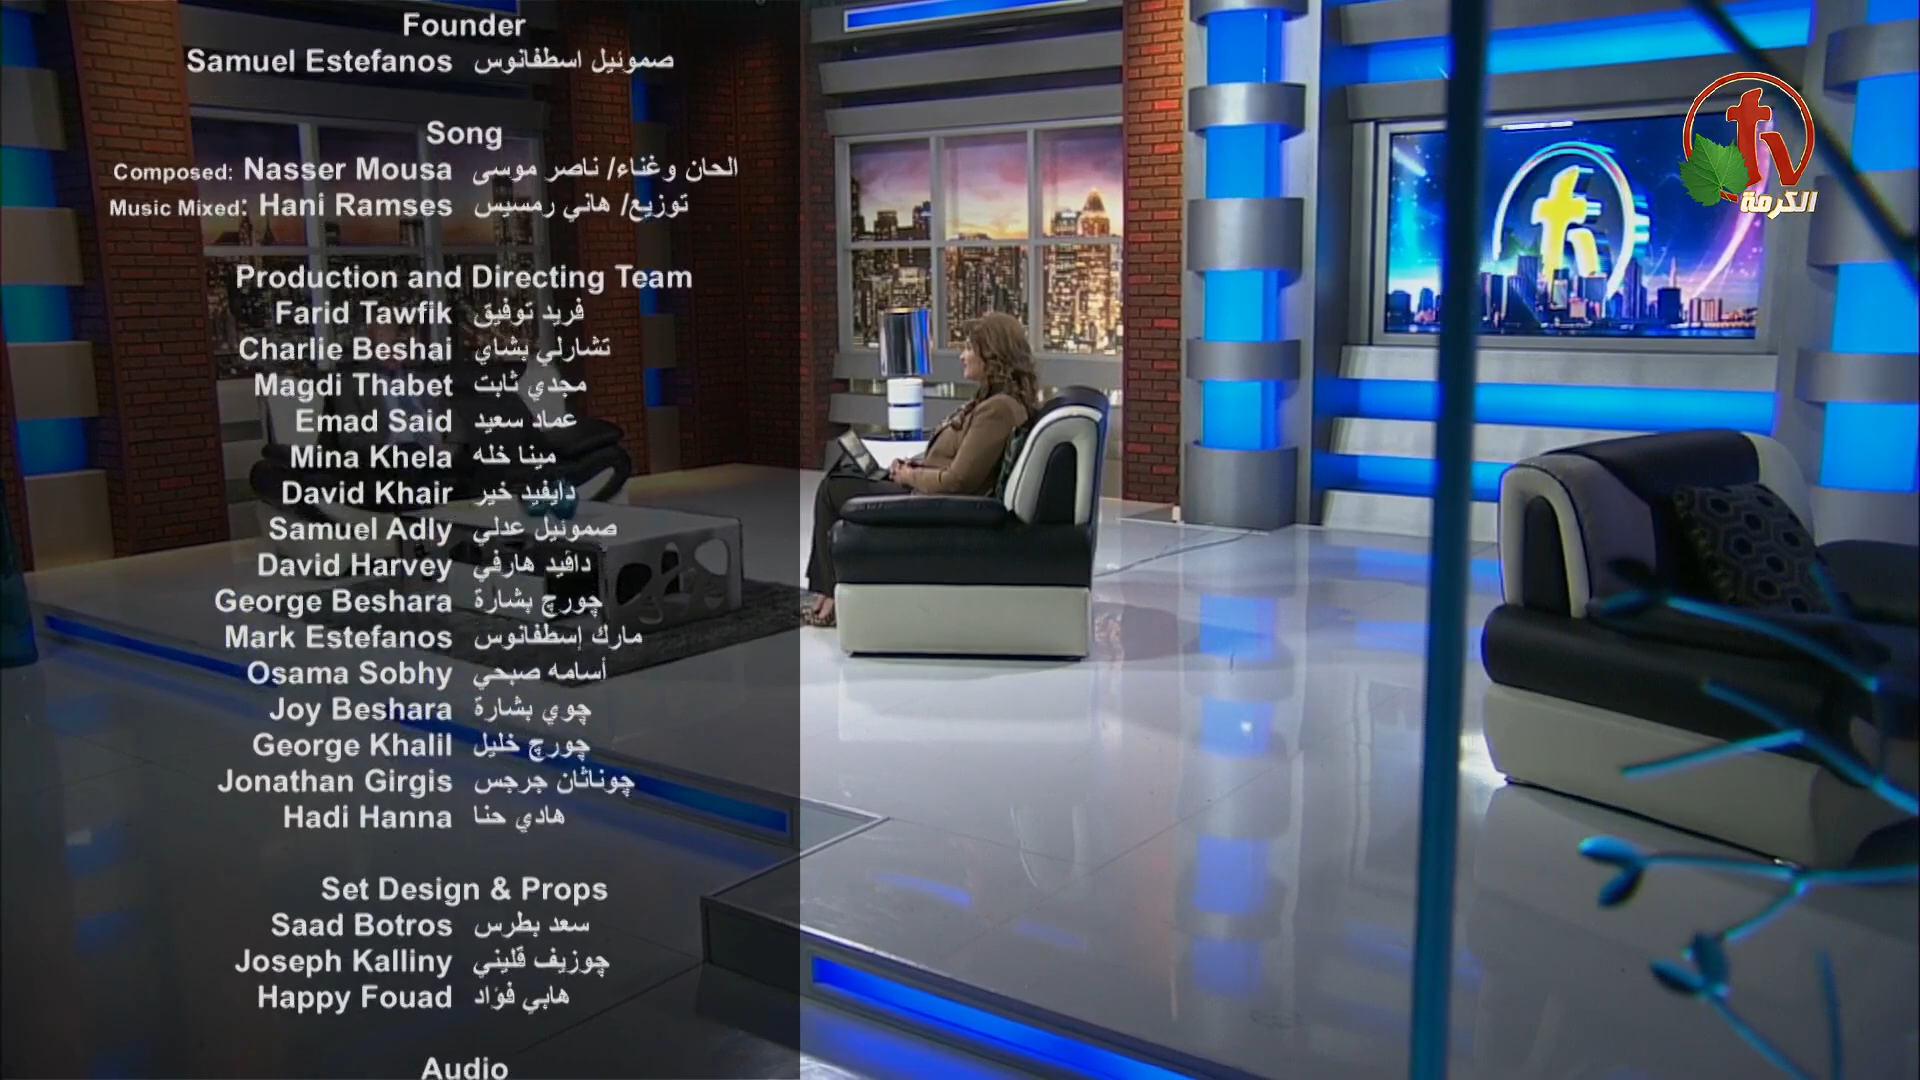 Founder
Samuel Estefanos صموئيل اسطفانوس
Song
Composed: Nasser Mousa الحان وغناء/ ناصر موسى
Music Mixed: Hani Ramses توزيع/ هاني رمسيس
Production and Directing Team
Farid Tawfik فريد توفيق
Charlie Beshai تشارلي بشاي
Magdi Thabet مجدي ثابت
Emad Said عماد سعيد
Mina Khela مينا خله
David Khair دايفيد خير
Samuel Adly صموئيل عدلي
David Harvey داڤيد هارفي
George Beshara چورچ بشارة
Mark Estefanos مارك إسطفانوس
Osama Sobhy أسامه صبحي
Joy Beshara چوي بشارة
George Khalil چورچ خليل
Jonathan Girgis چوناثان جرجس
Hadi Hanna هادي حنا
Set Design & Props
Saad Botros سعد بطرس
Joseph Kalliny چوزيف قليني
Happy Fouad هابي فؤاد
Audio
tv
الكرمة
tv